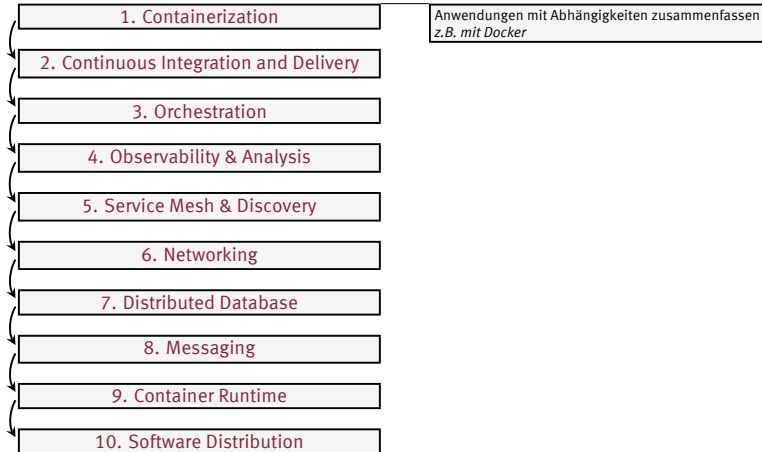 1. Containerization
Anwendungen mit Abhängigkeiten zusammenfassen
z.B. mit Docker
2. Continuous Integration and Delivery
3. Orchestration
4. Observability & Analysis
5. Service Mesh & Discovery
6. Networking
7. Distributed Database
8. Messaging
9. Container Runtime
10. Software Distribution